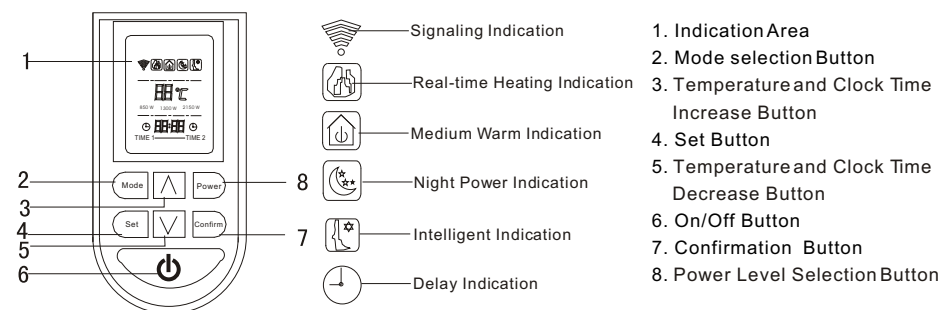 1
850 W 1300 W 2150 W
TIME 1 TIME 2
2 Mode Power 8
3
4 Set Confirm 7
5
6
Signaling Indication
Real-time Heating Indication
Medium Warm Indication
Night Power Indication
Intelligent Indication
Delay Indication
1. Indication Area
2. Mode selection Button
3. Temperature and Clock Time
Increase Button
4. Set Button
5. Temperature and Clock Time
Decrease Button
6. On/Off Button
7. Confirmation Button
8. Power Level Selection Button